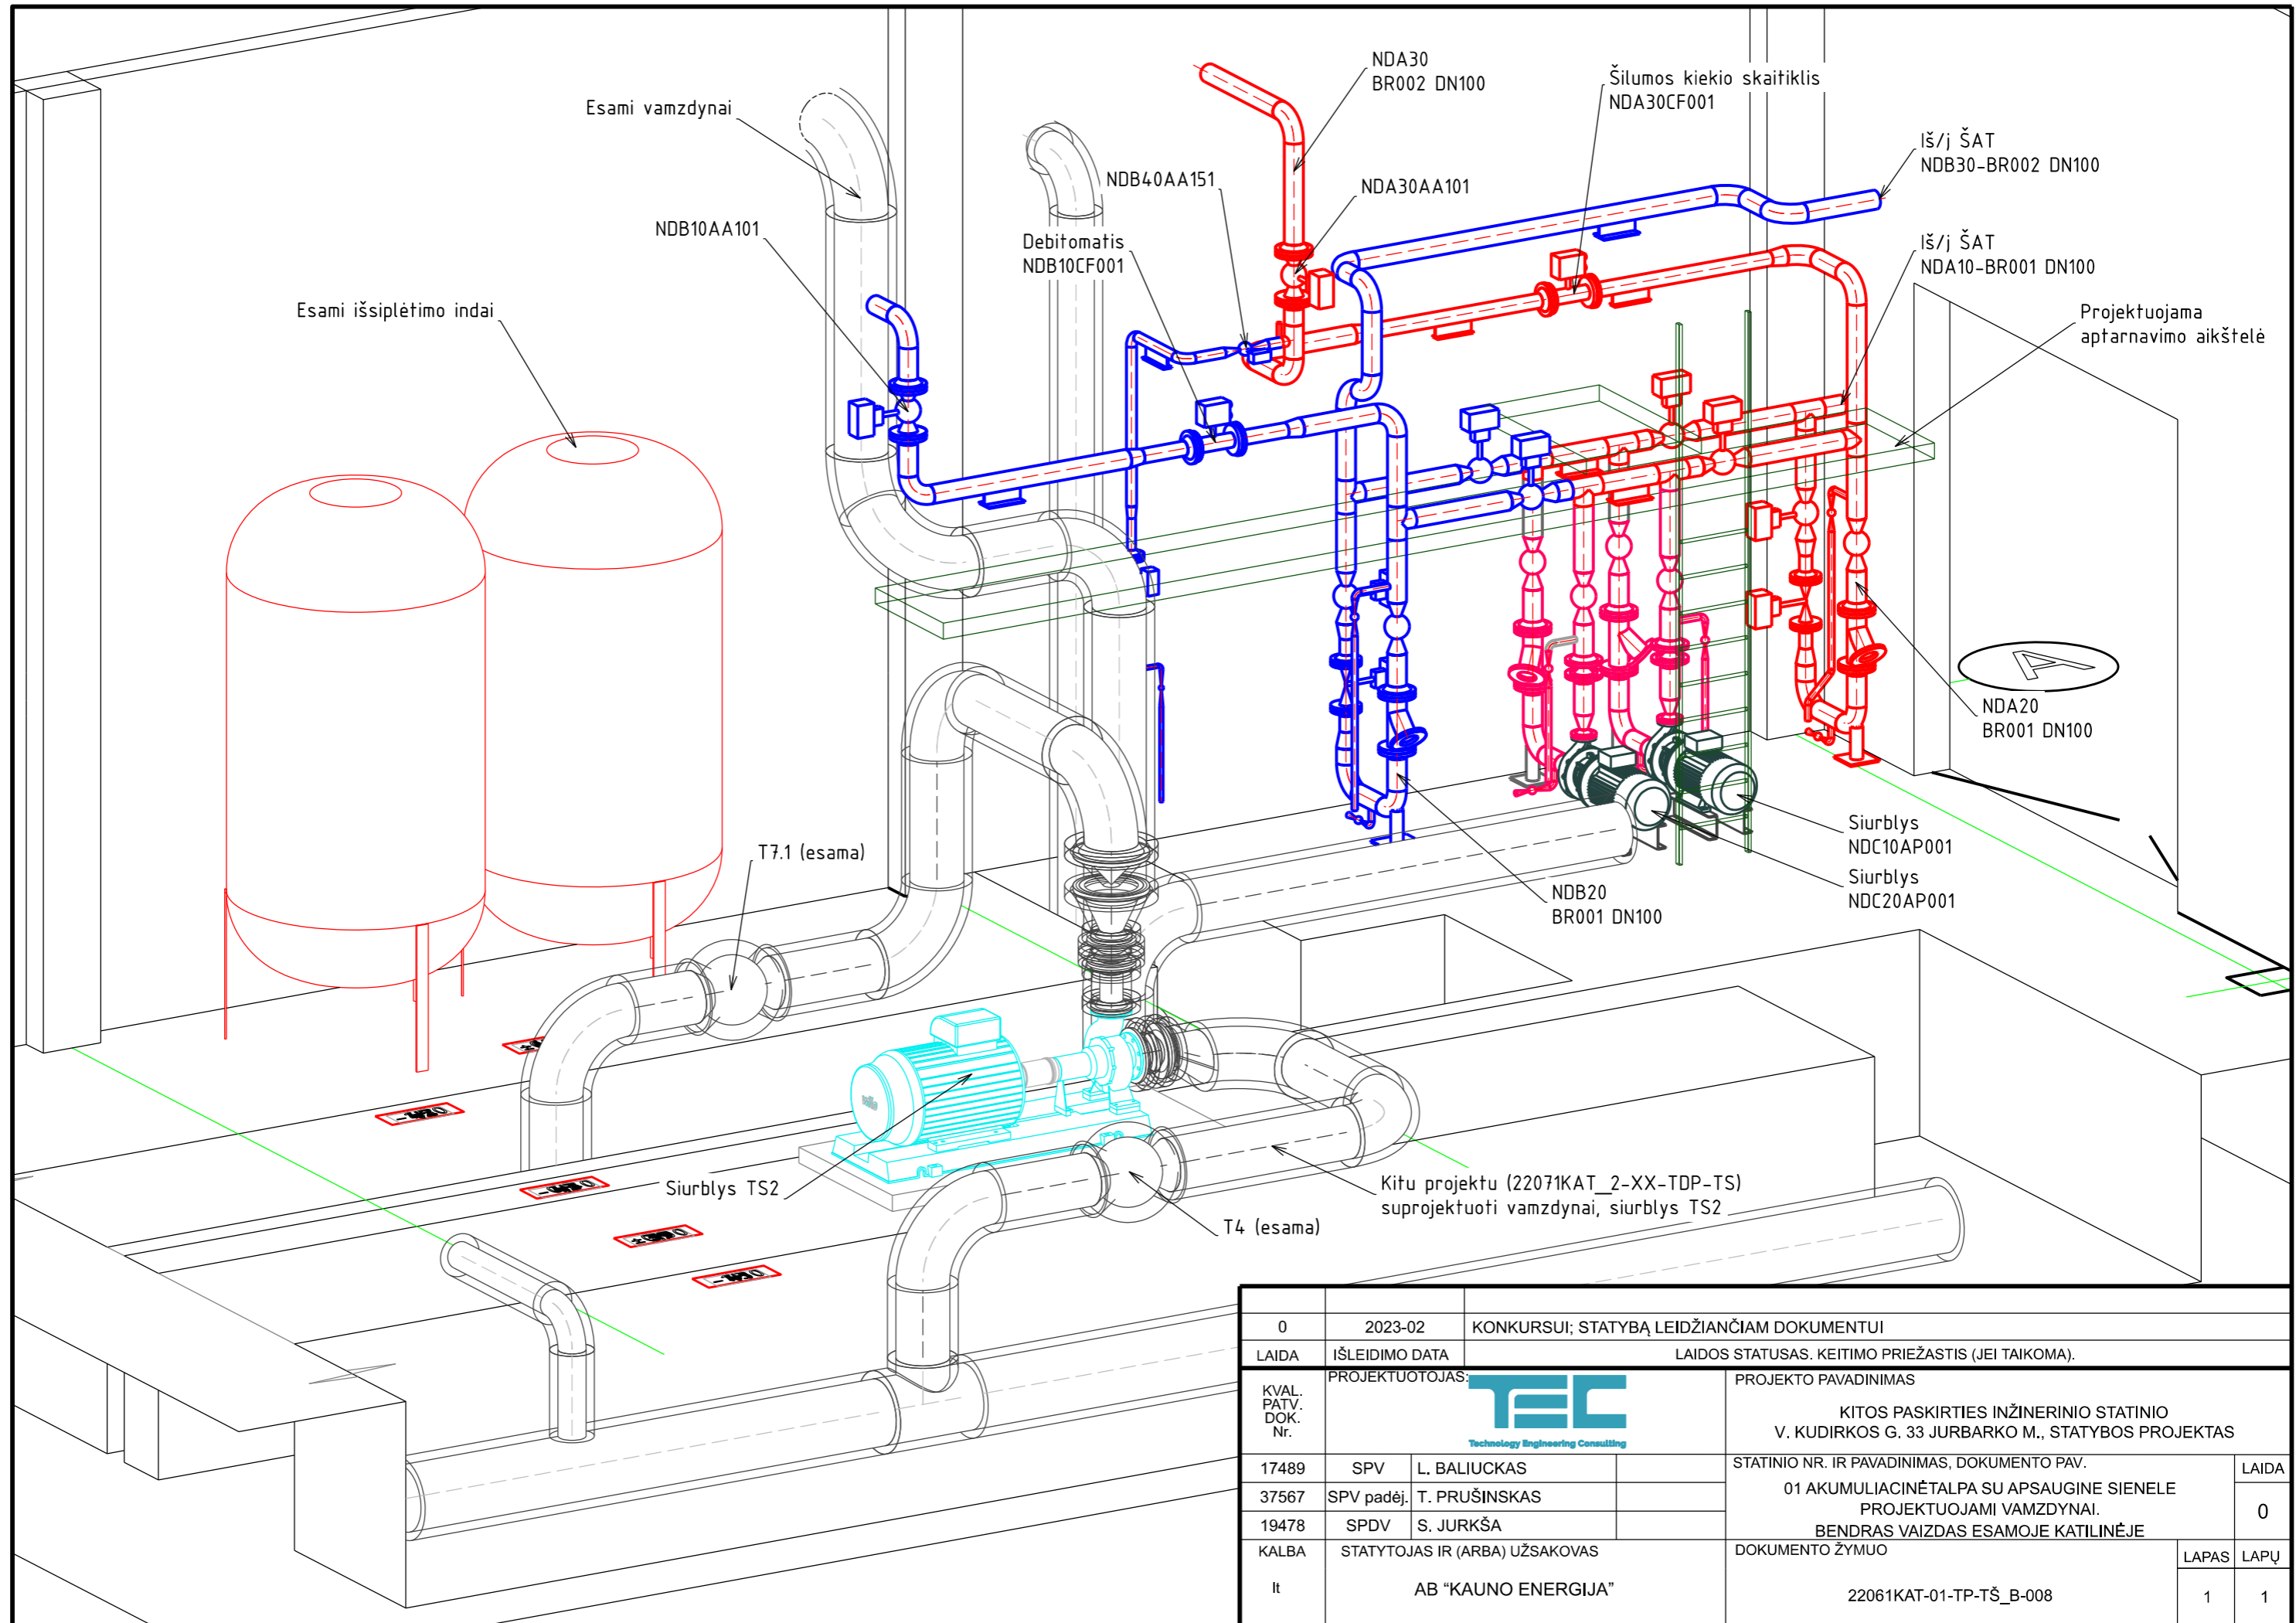 Esami vamzdynai
NDA30
BR002 DN100
Šilumos kiekio skaitiklis
NDA30CF001
Iš/į ŠAT
NDB30-BR002 DN100
NDB40AA151
NDA30AA101
NDB10AA101
Debitomatis
NDB10CF001
Iš/į ŠAT
NDA10-BR001 DN100
Esami išsiplėtimo indai
Projektuojama
aptarnavimo aikštelė
A
NDA20
BR001 DN100
Siurblys
NDC10AP001
Siurblys
NDC20AP001
T7.1 (esama)
NDB20
BR001 DN100
Siurblys TS2
Kitu projektu (22071KAT_2-XX-TDP-TS)
suprojektuoti vamzdynai, siurblys TS2
T4 (esama)
0 2023-02 KONKURSUI; STATYBĄ LEIDŽIANČIAM DOKUMENTUI
LAIDA IŠLEIDIMO DATA LAIDOS STATUSAS. KEITIMO PRIEŽASTIS (JEI TAIKOMA).
KVAL.
PATV.
DOK.
Nr.
PROJEKTUOTOJAS:
TEC
Technology Engineering Consulting
PROJEKTO PAVADINIMAS
KITOS PASKIRTIES INŽINERINIO STATINIO
V. KUDIRKOS G. 33 JURBARKO M., STATYBOS PROJEKTAS
17489 SPV L. BALIUCKAS
37567 SPV padėj. T. PRUŠINSKAS
19478 SPDV S. JURKŠA
STATINIO NR. IR PAVADINIMAS, DOKUMENTO PAV.
01 AKUMULIACINĖTALPA SU APSAUGINE SIENELE
PROJEKTUOJAMI VAMZDYNAI.
BENDRAS VAIZDAS ESAMOJE KATILINĖJE
LAIDA
0
KALBA
lt
STATYTOJAS IR (ARBA) UŽSAKOVAS
AB “KAUNO ENERGIJA”
DOKUMENTO ŽYMUO
22061KAT-01-TP-TŠ_B-008
LAPAS LAPŲ
1 1